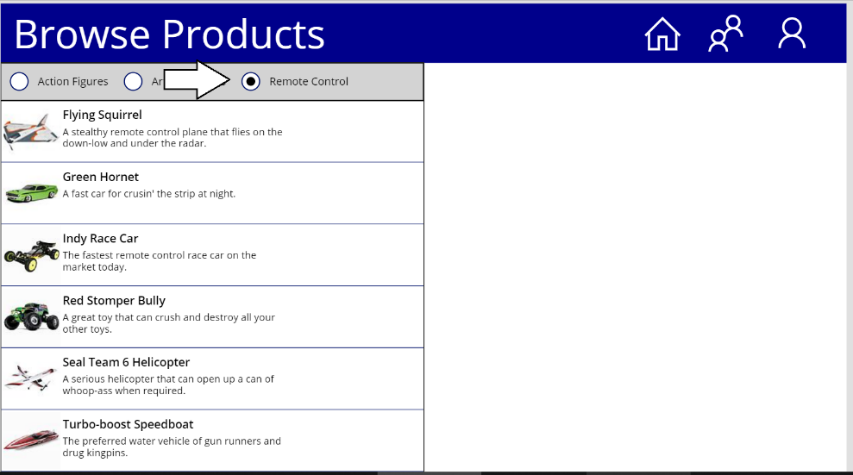 Browse Products
Action Figures
Remote Control
Flying Squirrel
A stealthy remote control plane that flies on the
down-low and under the radar.
Green Hornet
A fast car for crusin' the strip at night.
Indy Race Car
The fastest remote control race car on the
market today.
Red Stomper Bully
A great toy that can crush and destroy all your
other toys.
Seal Team 6 Helicopter
A serious helicopter that can open up a can of
whoop-ass when required.
Turbo-boost Speedboat
The preferred water vehicle of gun runners and
drug kingpins.